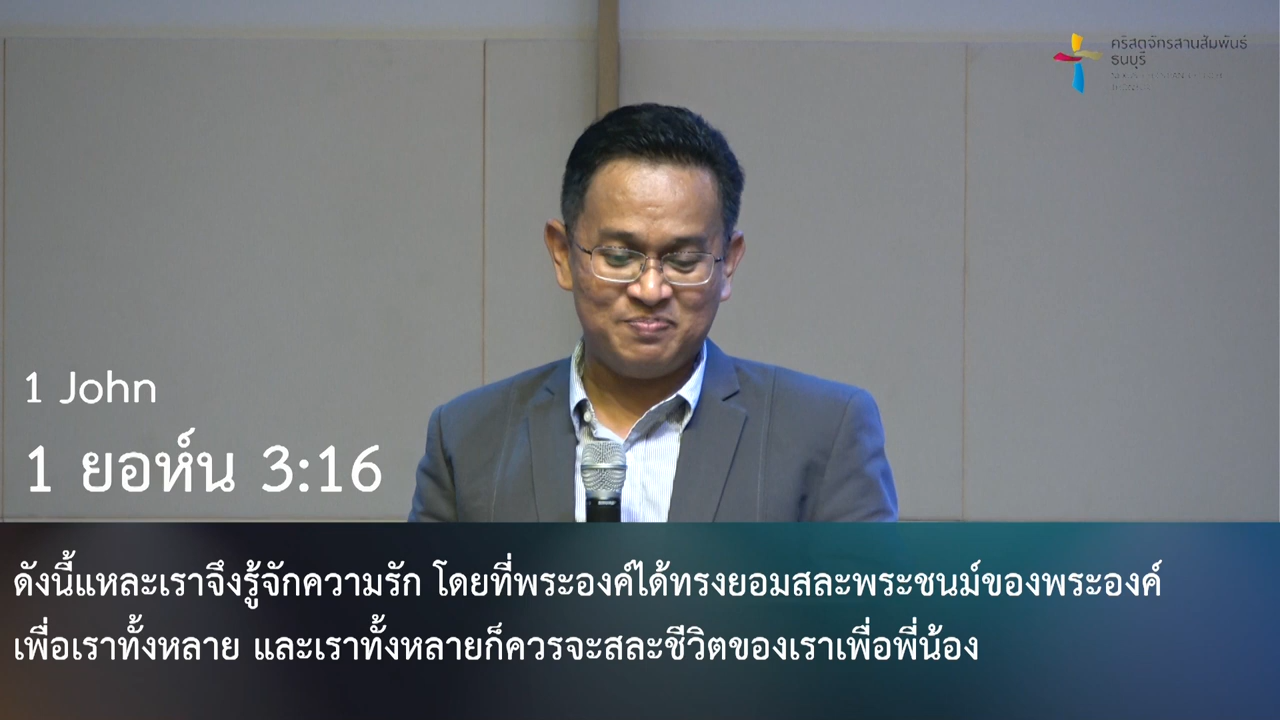 คริสตจักรสานสัมพันธ์
ธนบุรี
1 John
1 ยอห์น 3:16
ดังนี้แหละเราจึงรู้จักความรัก โดยที่พระองค์ได้ทรงยอมสละพระชนม์ของพระองค์
เพื่อเราทั้งหลาย และเราทั้งหลายก็ควรจะสละชีวิตของเราเพื่อพี่น้อง